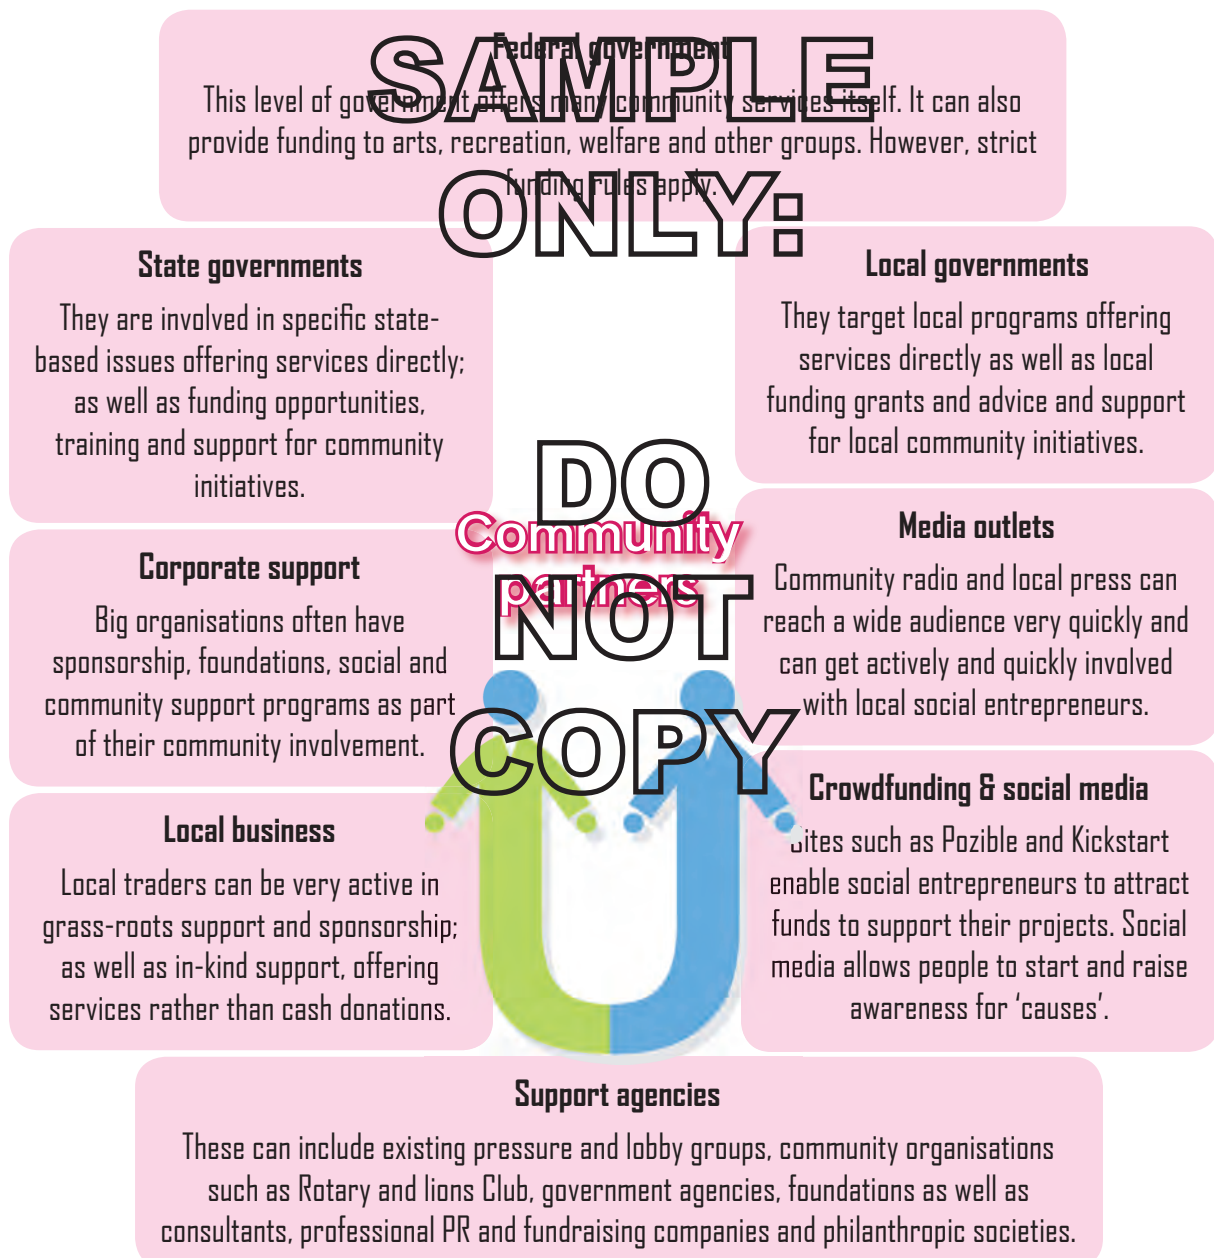 SAMPLE
ONLY:
DO
NOT
COPY
Federal government
This level of government offers many community services itself. It can also
provide funding to arts, recreation, welfare and other groups. However, strict
funding rules apply.
State governments
They are involved in specific state-
based issues offering services directly;
as well as funding opportunities,
training and support for community
initiatives.
Local governments
They target local programs offering
services directly as well as local
funding grants and advice and support
for local community initiatives.
Community
partners
Corporate support
Big organisations often have
sponsorship, foundations, social and
community support programs as part
of their community involvement.
Media outlets
Community radio and local press can
reach a wide audience very quickly and
can get actively and quickly involved
with local social entrepreneurs.
Local business
Local traders can be very active in
grass-roots support and sponsorship;
as well as in-kind support, offering
services rather than cash donations.
Crowdfunding & social media
Sites such as Pozible and Kickstart
enable social entrepreneurs to attract
funds to support their projects. Social
media allows people to start and raise
awareness for ‘causes’.
Support agencies
These can include existing pressure and lobby groups, community organisations
such as Rotary and lions Club, government agencies, foundations as well as
consultants, professional PR and fundraising companies and philanthropic societies.